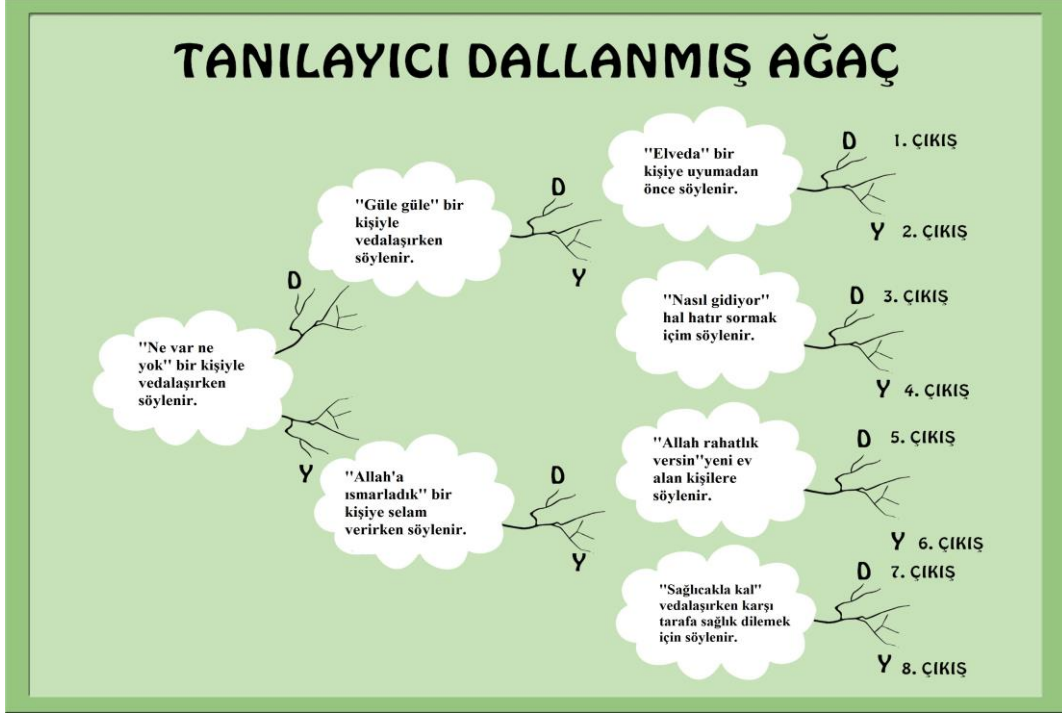 TANILAYICI DALLANMIŞ AĞAÇ
"Ne var ne
yok" bir kişiyle
vedalaşırken
söylenir.
D
Y
"Güle güle" bir
kişiyle
vedalaşırken
söylenir.
D
Y
"Allah'a
ısmarladık" bir
kişiye selam
verirken söylenir.
D
Y
"Elveda" bir
kişiye uyumadan
önce söylenir.
D 1. ÇIKIŞ
Y 2. ÇIKIŞ
"Nasıl gidiyor"
hal hatır sormak
içim söylenir.
D 3. ÇIKIŞ
Y 4. ÇIKIŞ
"Allah rahatlık
versin"yeni ev
alan kişilere
söylenir.
D 5. ÇIKIŞ
Y 6. ÇIKIŞ
"Sağlıcakla kal"
vedalaşırken karşı
tarafa sağlık dilemek
için söylenir.
D 7. ÇIKIŞ
Y 8. ÇIKIŞ